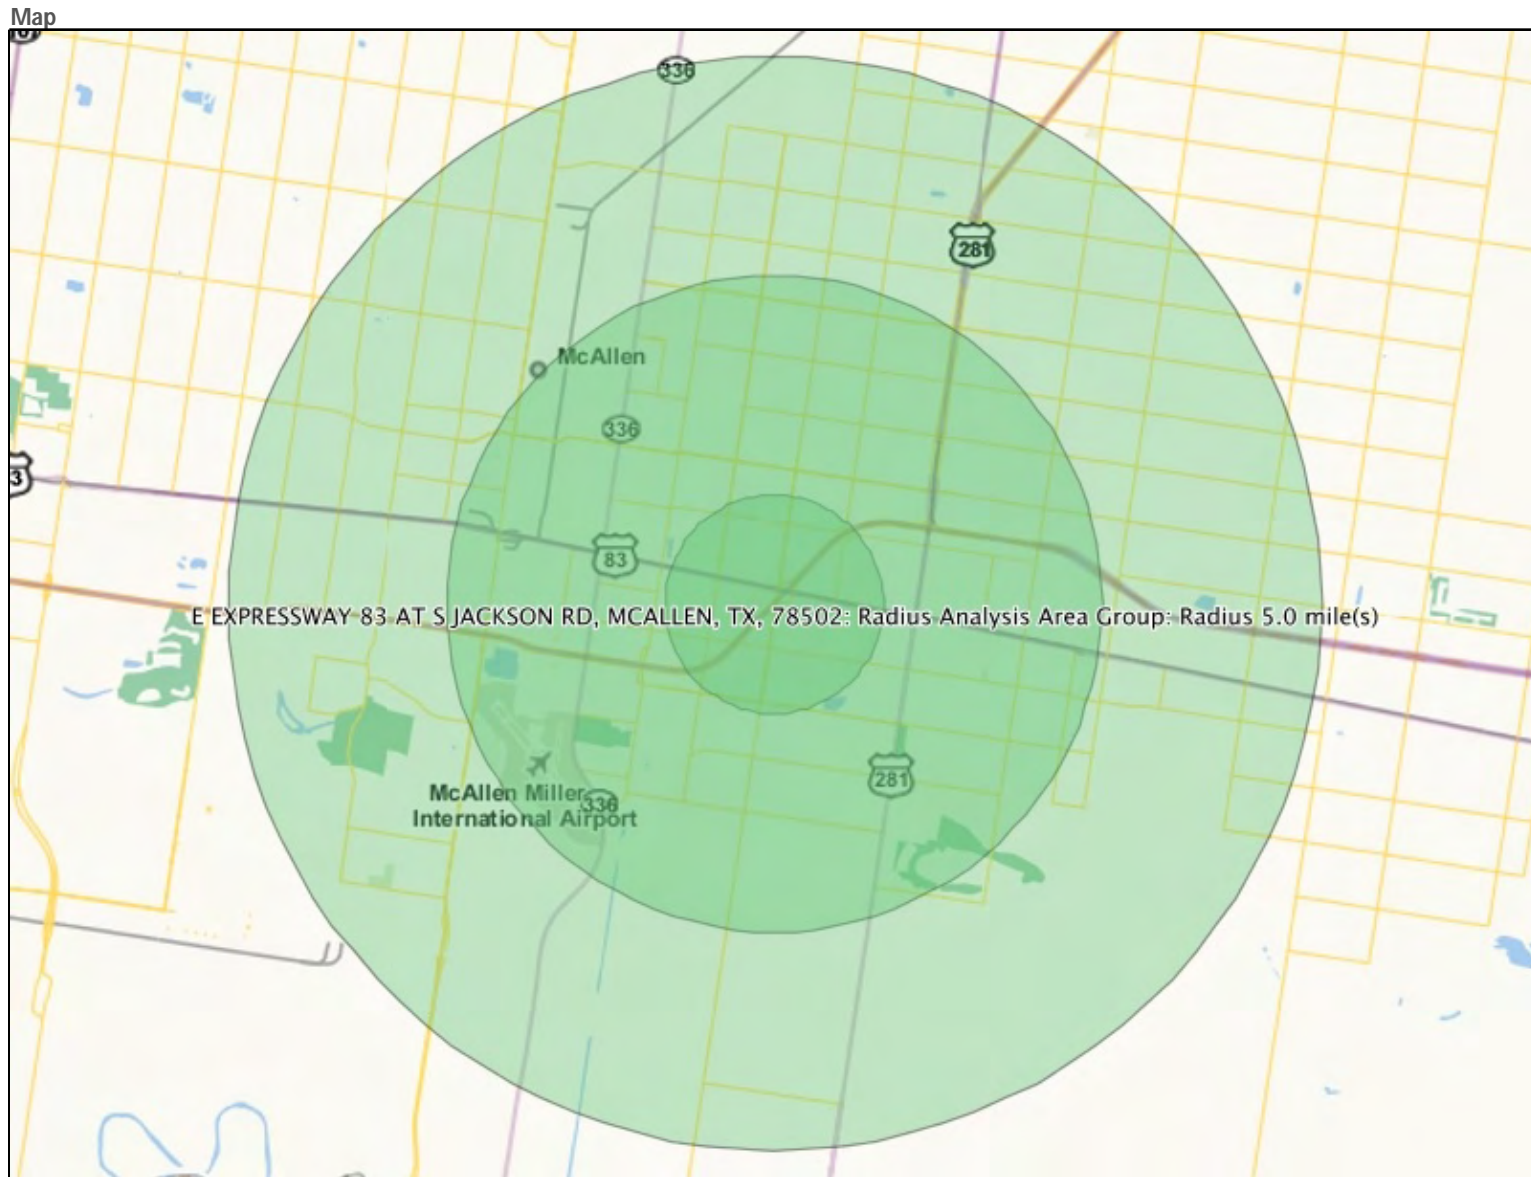 Map
336
281
McAllen
336
3
83
E EXPRESSWAY 83 AT S JACKSON RD, MCALLEN, TX, 78502: Radius Analysis Area Group: Radius 5.0 mile(s)
281
McAllen Miller
336
International Airport